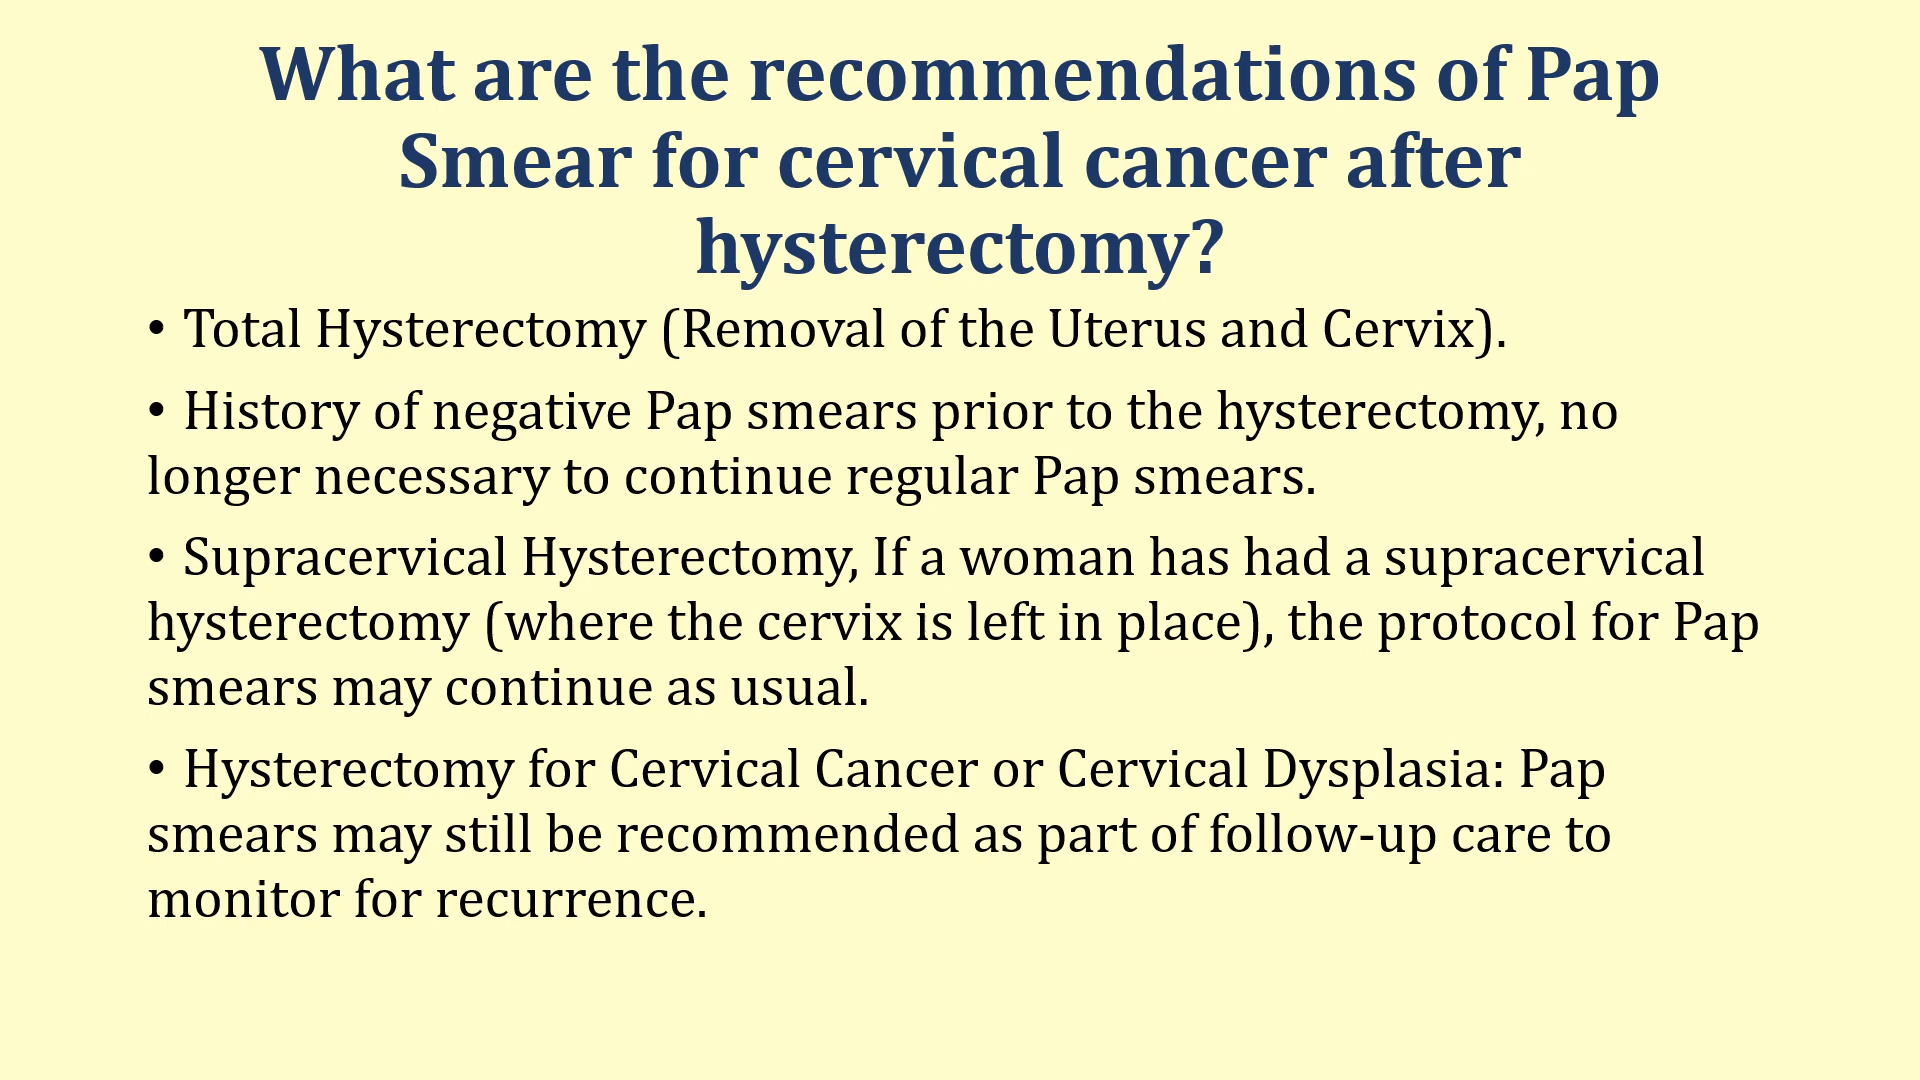 What are the recommendations of Pap
Smear for cervical cancer after
hysterectomy?
• Total Hysterectomy (Removal of the Uterus and Cervix).
• History of negative Pap smears prior to the hysterectomy, no
longer necessary to continue regular Pap smears.
• Supracervical Hysterectomy, If a woman has had a supracervical
hysterectomy (where the cervix is left in place), the protocol for Pap
smears may continue as usual.
• Hysterectomy for Cervical Cancer or Cervical Dysplasia: Pap
smears may still be recommended as part of follow-up care to
monitor for recurrence.